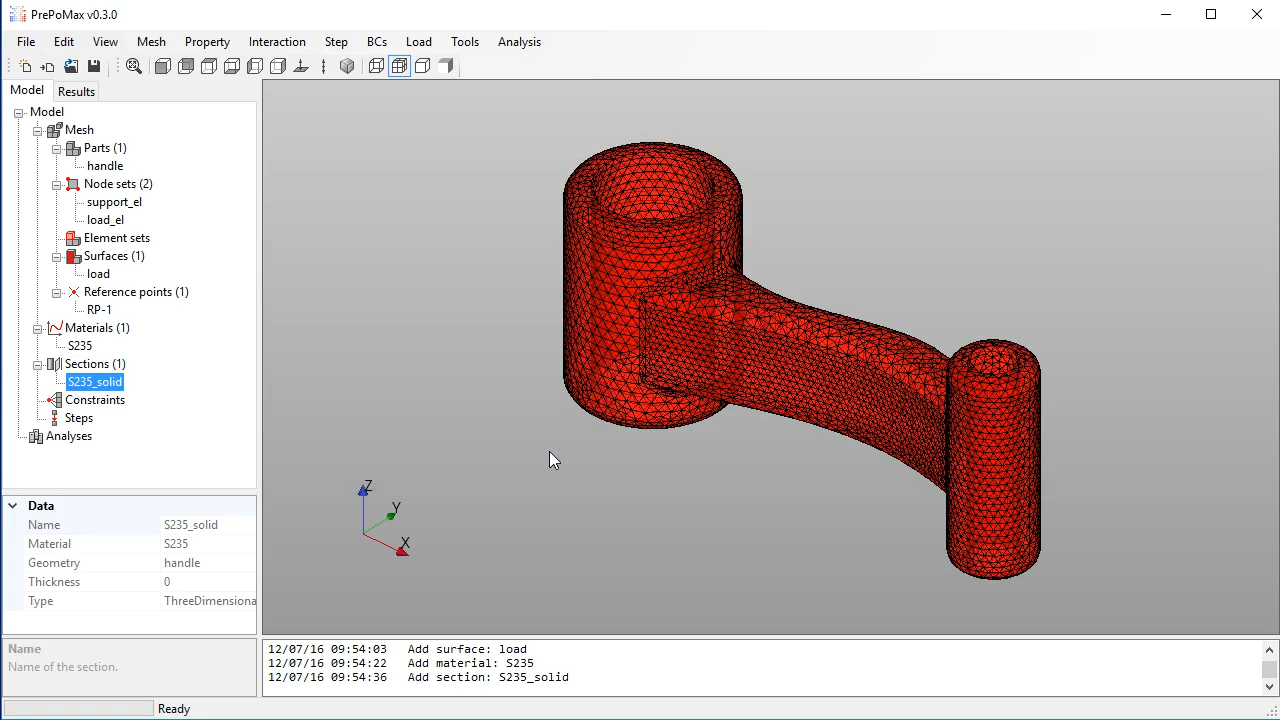 PrePoMax v0.3.0
File Edit View Mesh Property Interaction Step BCs Load Tools Analysis
Model Results
Model
Mesh
Parts (1)
handle
Node sets (2)
support_el
load_el
Element sets
Surfaces (1)
load
Reference points (1)
RP-1
Materials (1)
S235
Sections (1)
S235_solid
Constraints
Steps
Analyses
Data
Name S235_solid
Material S235
Geometry handle
Thickness 0
Type ThreeDimensiona
Name
Name of the section.
Z
Y
X
12/07/16 09:54:03 Add surface: load
12/07/16 09:54:22 Add material: S235
12/07/16 09:54:36 Add section: S235_solid
Ready